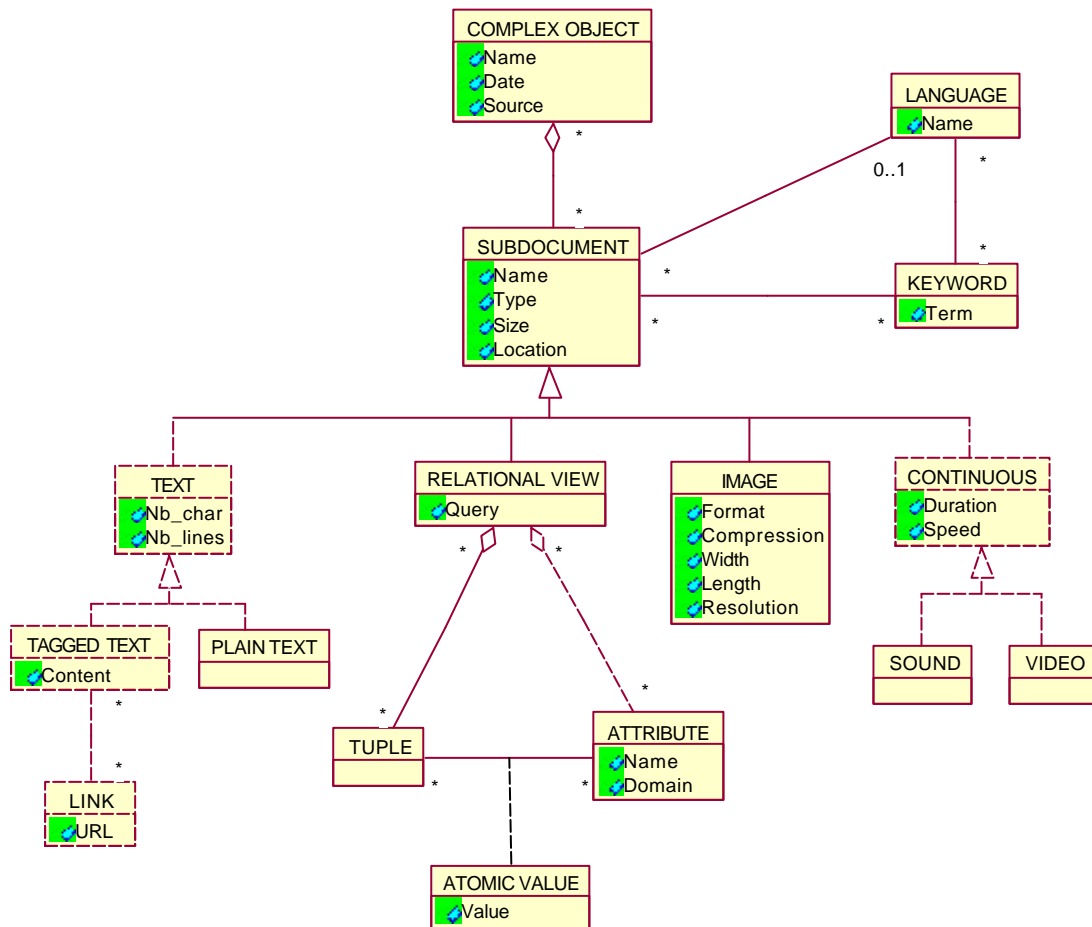 COMPLEX OBJECT
Name
Date
Source
*
LANGUAGE
Name
0..1
*
*
SUBDOCUMENT
Name
Type
Size
Location
*
*
*
*
KEYWORD
Term
TEXT
Nb_char
Nb_lines
RELATIONAL VIEW
Query
*
*
IMAGE
Format
Compression
Width
Length
Resolution
CONTINUOUS
Duration
Speed
TAGGED TEXT
Content
*
PLAIN TEXT
SOUND
VIDEO
*
*
TUPLE
*
ATTRIBUTE
Name
Domain
*
*
LINK
URL
ATOMIC VALUE
Value